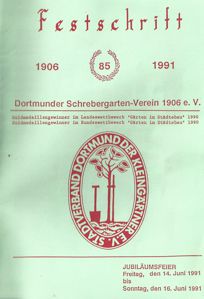 Festschrift
1906 85 1991
Dortmunder Schrebergarten-Verein 1906 e. V.
Goldmedaillengewinner im Landeswettbewerb "Gärten im Städtebau" 1990
Goldmedaillengewinner im Bundeswettbewerb "Gärten im Städtebau" 1990
STADTVERBAND DORTMUND DER KLEINGÄRTNER E.V.
JUBILÄUMSFEIER
Freitag, den 14. Juni 1991
bis
Sonntag, den 16. Juni 1991